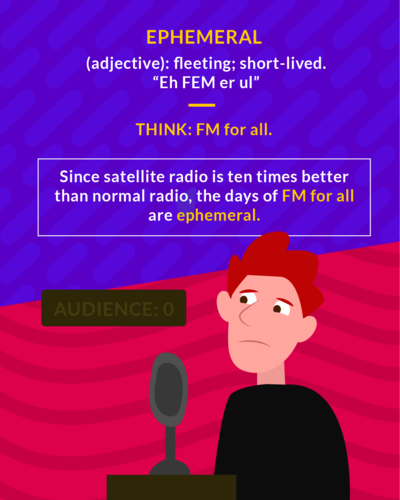 EPHEMERAL
(adjective): fleeting; short-lived.
“Eh FEM er ul”
THINK: FM for all.
Since satellite radio is ten times better
than normal radio, the days of FM for all
are ephemeral.
AUDIENCE: 0